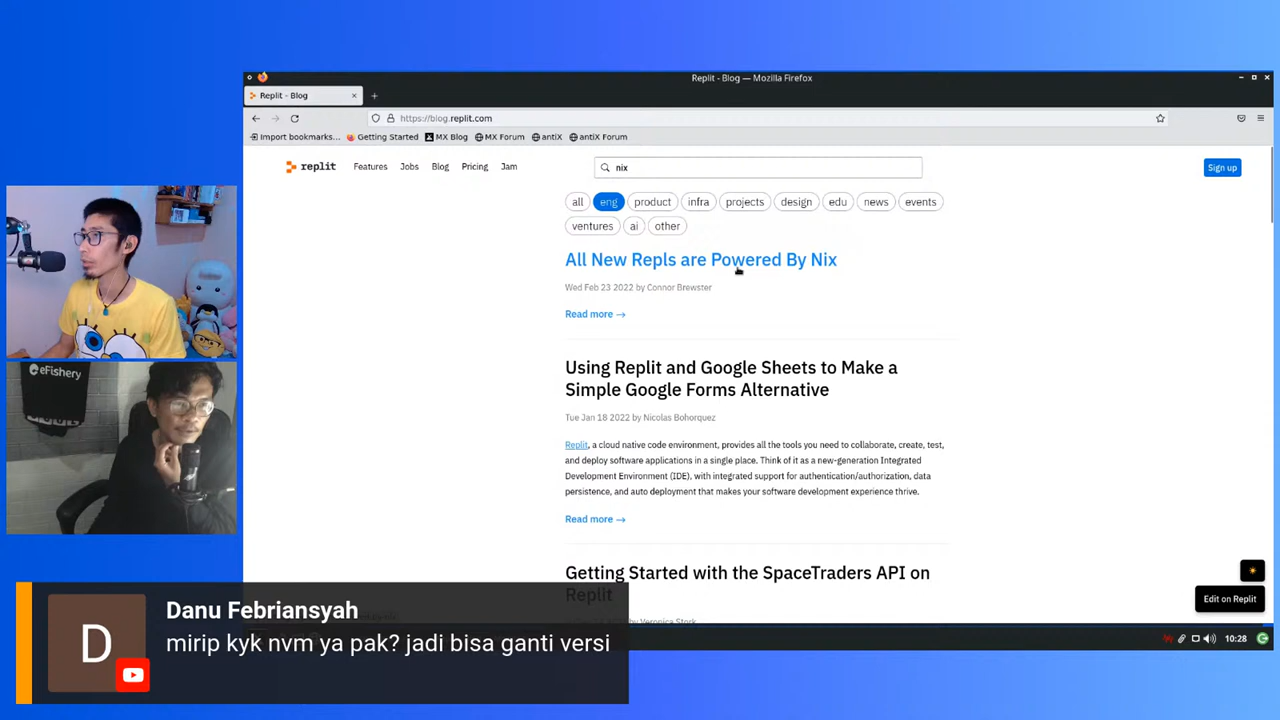 Replit - Blog — Mozilla Firefox
Replit - Blog
https://blog.replit.com
Import bookmarks... Getting Started MX Blog MX Forum antiX antiX Forum
replit Features Jobs Blog Pricing Jam
nix
Sign up
all eng product infra projects design edu news events
ventures ai other
All New Repls are Powered By Nix
Wed Feb 23 2022 by Connor Brewster
Read more →
Using Replit and Google Sheets to Make a
Simple Google Forms Alternative
Tue Jan 18 2022 by Nicolas Bohorquez
Replit, a cloud native code environment, provides all the tools you need to collaborate, create, test,
and deploy software applications in a single place. Think of it as a new-generation Integrated
Development Environment (IDE), with integrated support for authentication/authorization, data
persistence, and auto deployment that makes your software development experience thrive.
Read more →
Getting Started with the SpaceTraders API on
Replit
by Veronica Stork
Edit on Replit
10:28
eFishery
D
Danu Febriansyah
mirip kyk nvm ya pak? jadi bisa ganti versi